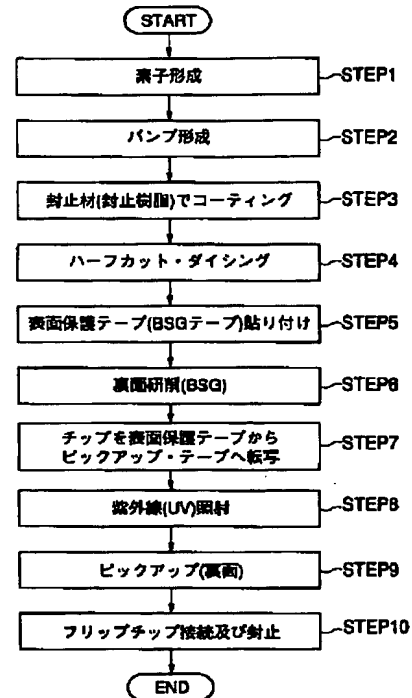 START
素子形成
STEP1
バンプ形成
STEP2
封止材(封止樹脂)でコーティング
STEP3
ハーフカット・ダイシング
STEP4
表面保護テープ(BSGテープ)貼り付け
STEP5
裏面研削(BSG)
STEP6
チップを表面保護テープから
ピックアップ・テープへ転写
STEP7
紫外線(UV)照射
STEP8
ピックアップ(裏面)
STEP9
フリップチップ接続及び封止
STEP10
END